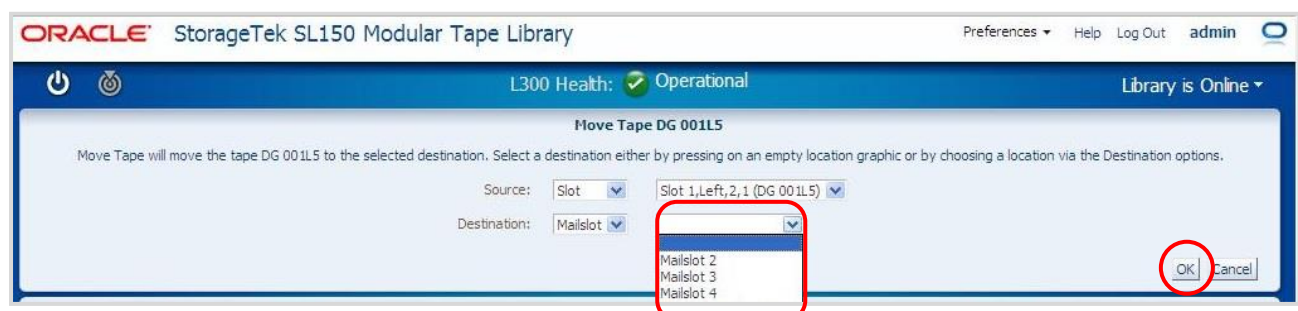 ORACLE StorageTek SL150 Modular Tape Library Preferences Help Log Out admin
L300 Health: Operational Library is Online
Move Tape DG 001L5
Move Tape will move the tape DG 001L5 to the selected destination. Select a destination either by pressing on an empty location graphic or by choosing a location via the Destination options.
Source: Slot Slot 1,Left,2,1 (DG 001L5)
Destination: Mailslot
Mailslot 2
Mailslot 3
Mailslot 4
OK Cancel